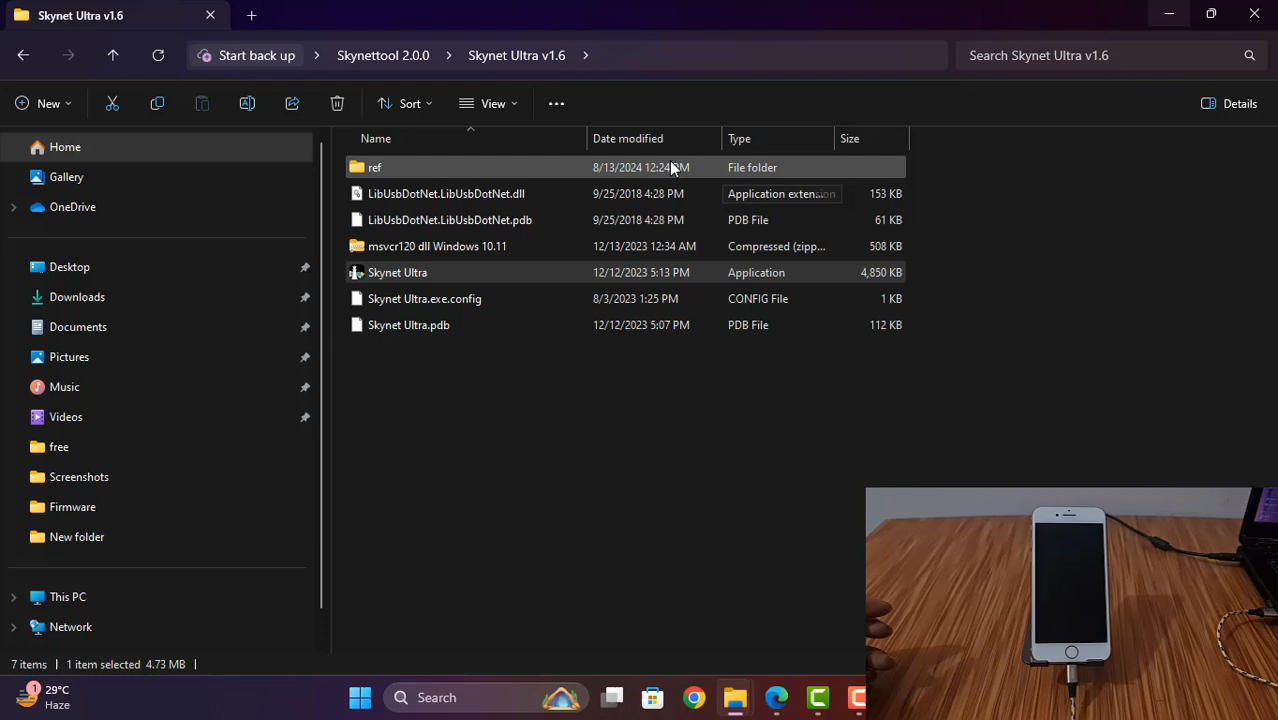 Skynet Ultra v1.6
Start back up > Skynettool 2.0.0 > Skynet Ultra v1.6 >
Search Skynet Ultra v1.6
New
Sort
View
Details
Home
Gallery
OneDrive
Desktop
Downloads
Documents
Pictures
Music
Videos
free
Screenshots
Firmware
New folder
This PC
Network
Name Date modified Type Size
ref 8/13/2024 12:24 PM File folder
LibUsbDotNet.LibUsbDotNet.dll 9/25/2018 4:28 PM Application exten... 153 KB
LibUsbDotNet.LibUsbDotNet.pdb 9/25/2018 4:28 PM PDB File 61 KB
msvcr120 dll Windows 10.11 12/13/2023 12:34 AM Compressed (zipp... 508 KB
Skynet Ultra 12/12/2023 5:13 PM Application 4,850 KB
Skynet Ultra.exe.config 8/3/2023 1:25 PM CONFIG File 1 KB
Skynet Ultra.pdb 12/12/2023 5:07 PM PDB File 112 KB
7 items 1 item selected 4.73 MB
1
29°C
Haze
Search